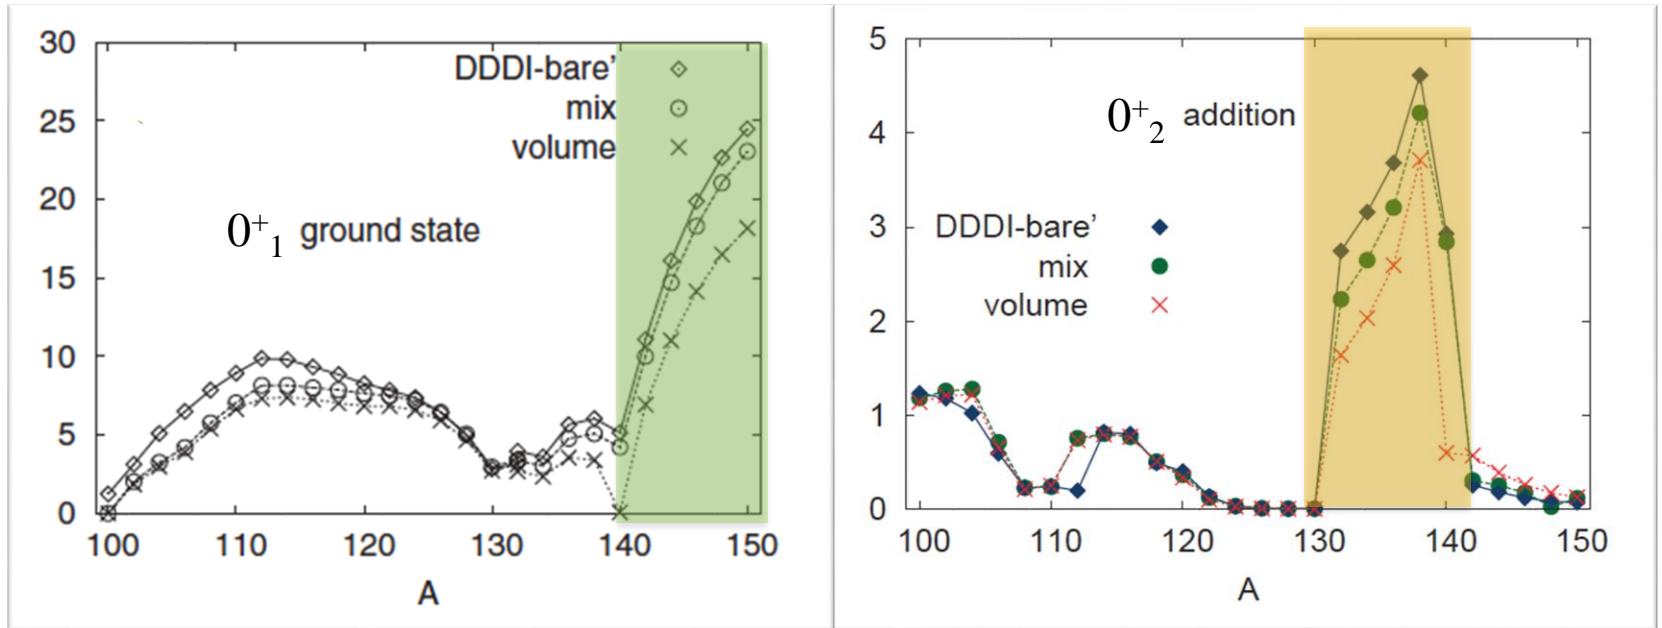 30
25
20
15
10
5
0
DDDI-bare'
mix
volume
0⁺₁ ground state
100 110 120 130 140 150
A
5
4
3
2
1
0
0⁺₂ addition
DDDI-bare'
mix
volume
100 110 120 130 140 150
A